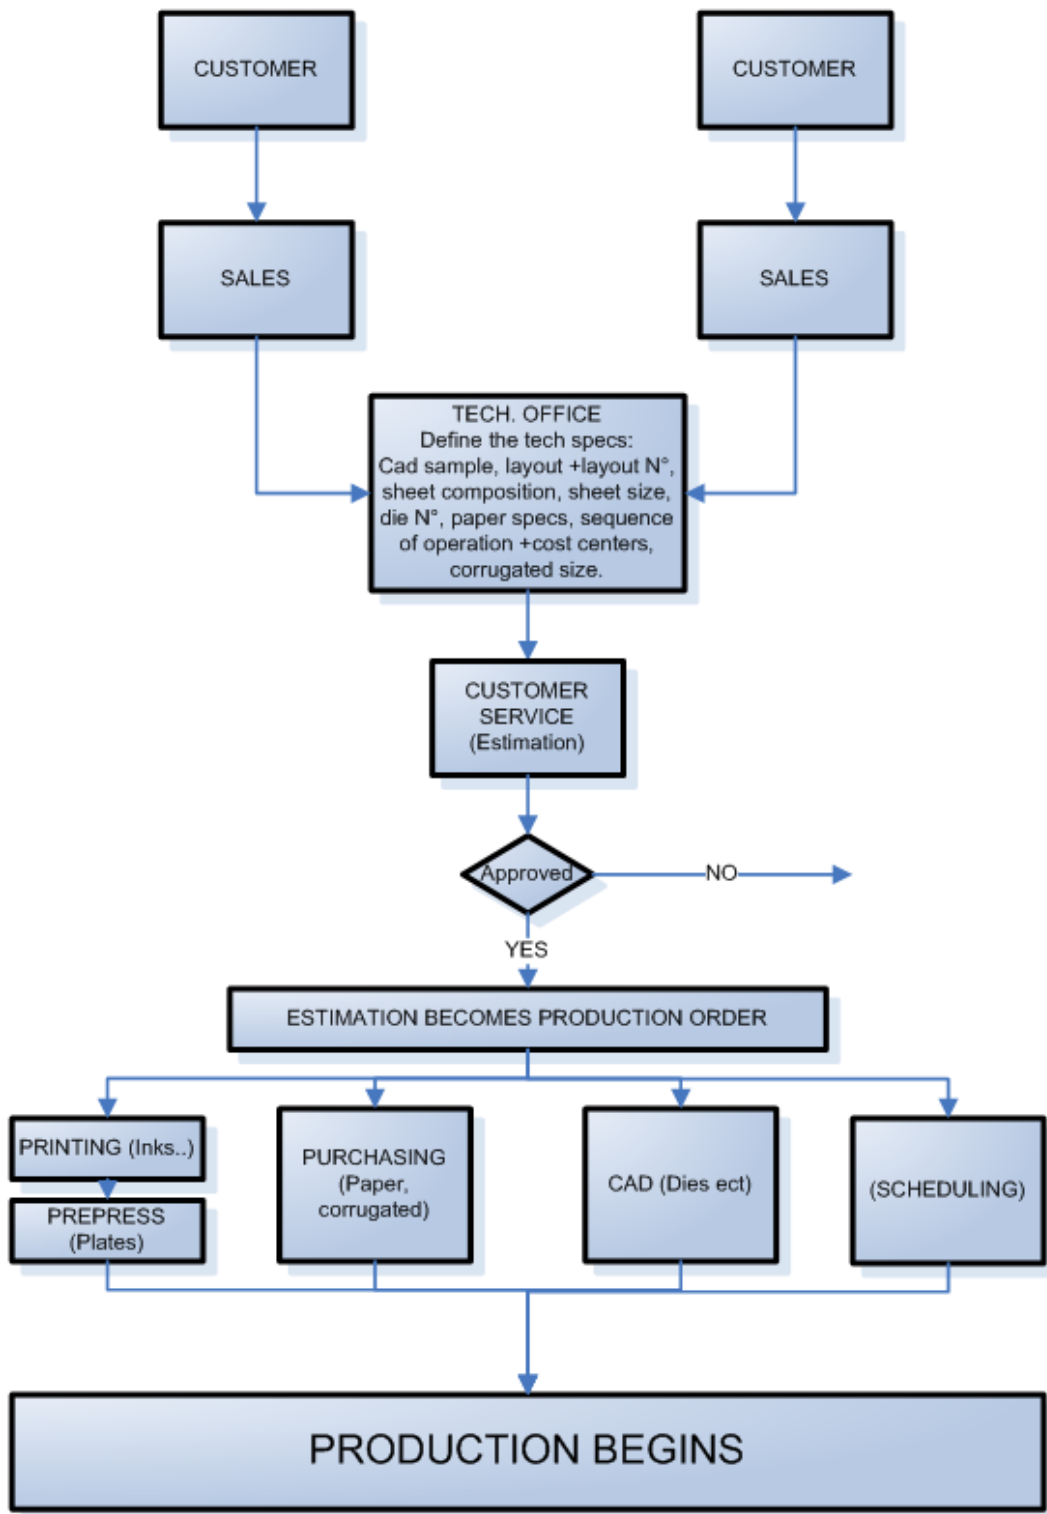 CUSTOMER
CUSTOMER
SALES
SALES
TECH. OFFICE
Define the tech specs:
Cad sample, layout +layout N°,
sheet composition, sheet size,
die N°, paper specs, sequence
of operation +cost centers,
corrugated size.
CUSTOMER
SERVICE
(Estimation)
Approved
NO
YES
ESTIMATION BECOMES PRODUCTION ORDER
PRINTING (Inks..)
PREPRESS
(Plates)
PURCHASING
(Paper,
corrugated)
CAD (Dies ect)
(SCHEDULING)
PRODUCTION BEGINS